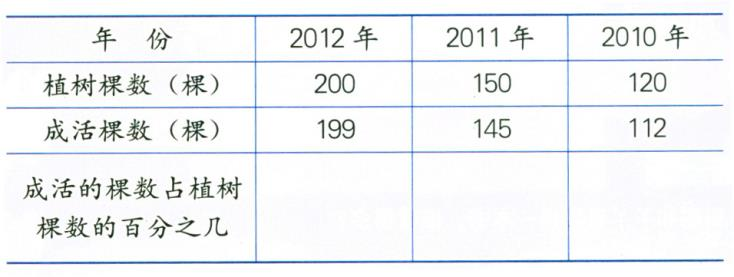 年 份 2012 年 2011 年 2010 年
植树棵数（棵） 200 150 120
成活棵数（棵） 199 145 112
成活的棵数占植树
棵数的百分之几